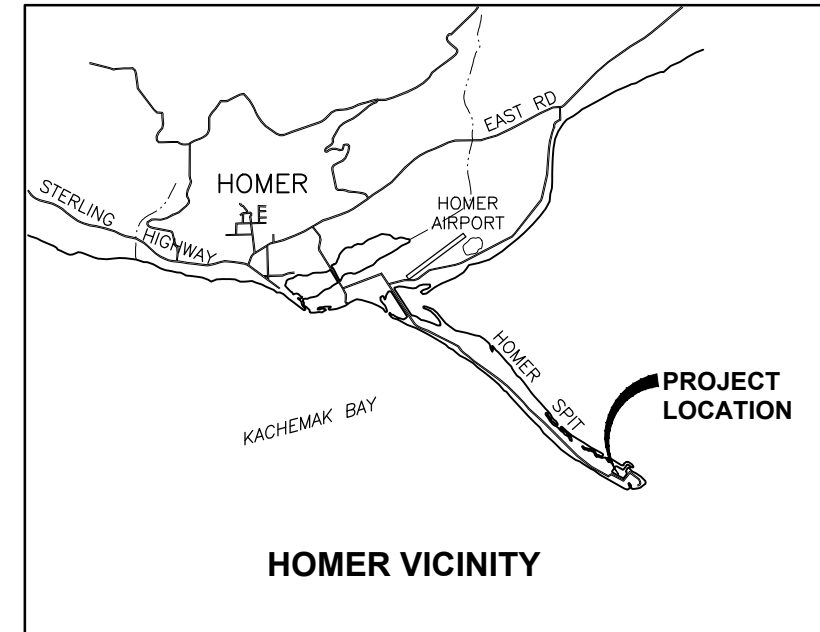 EAST RD
HOMER
HOMER
AIRPORT
STERLING
HIGHWAY
HOMER
SPIT
PROJECT
LOCATION
KACHEMAK BAY
HOMER VICINITY